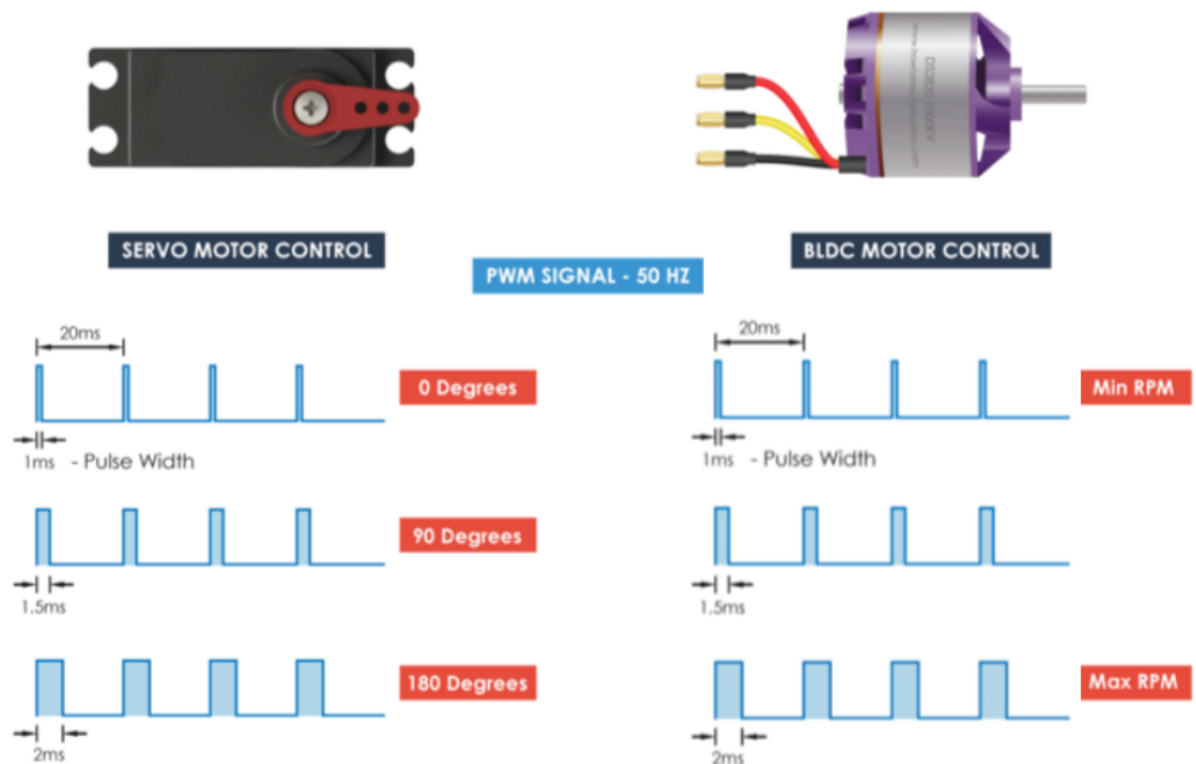 SERVO MOTOR CONTROL
BLDC MOTOR CONTROL
PWM SIGNAL - 50 HZ
20ms
0 Degrees
1ms - Pulse Width
90 Degrees
1.5ms
180 Degrees
2ms
20ms
Min RPM
1ms - Pulse Width
1.5ms
Max RPM
2ms